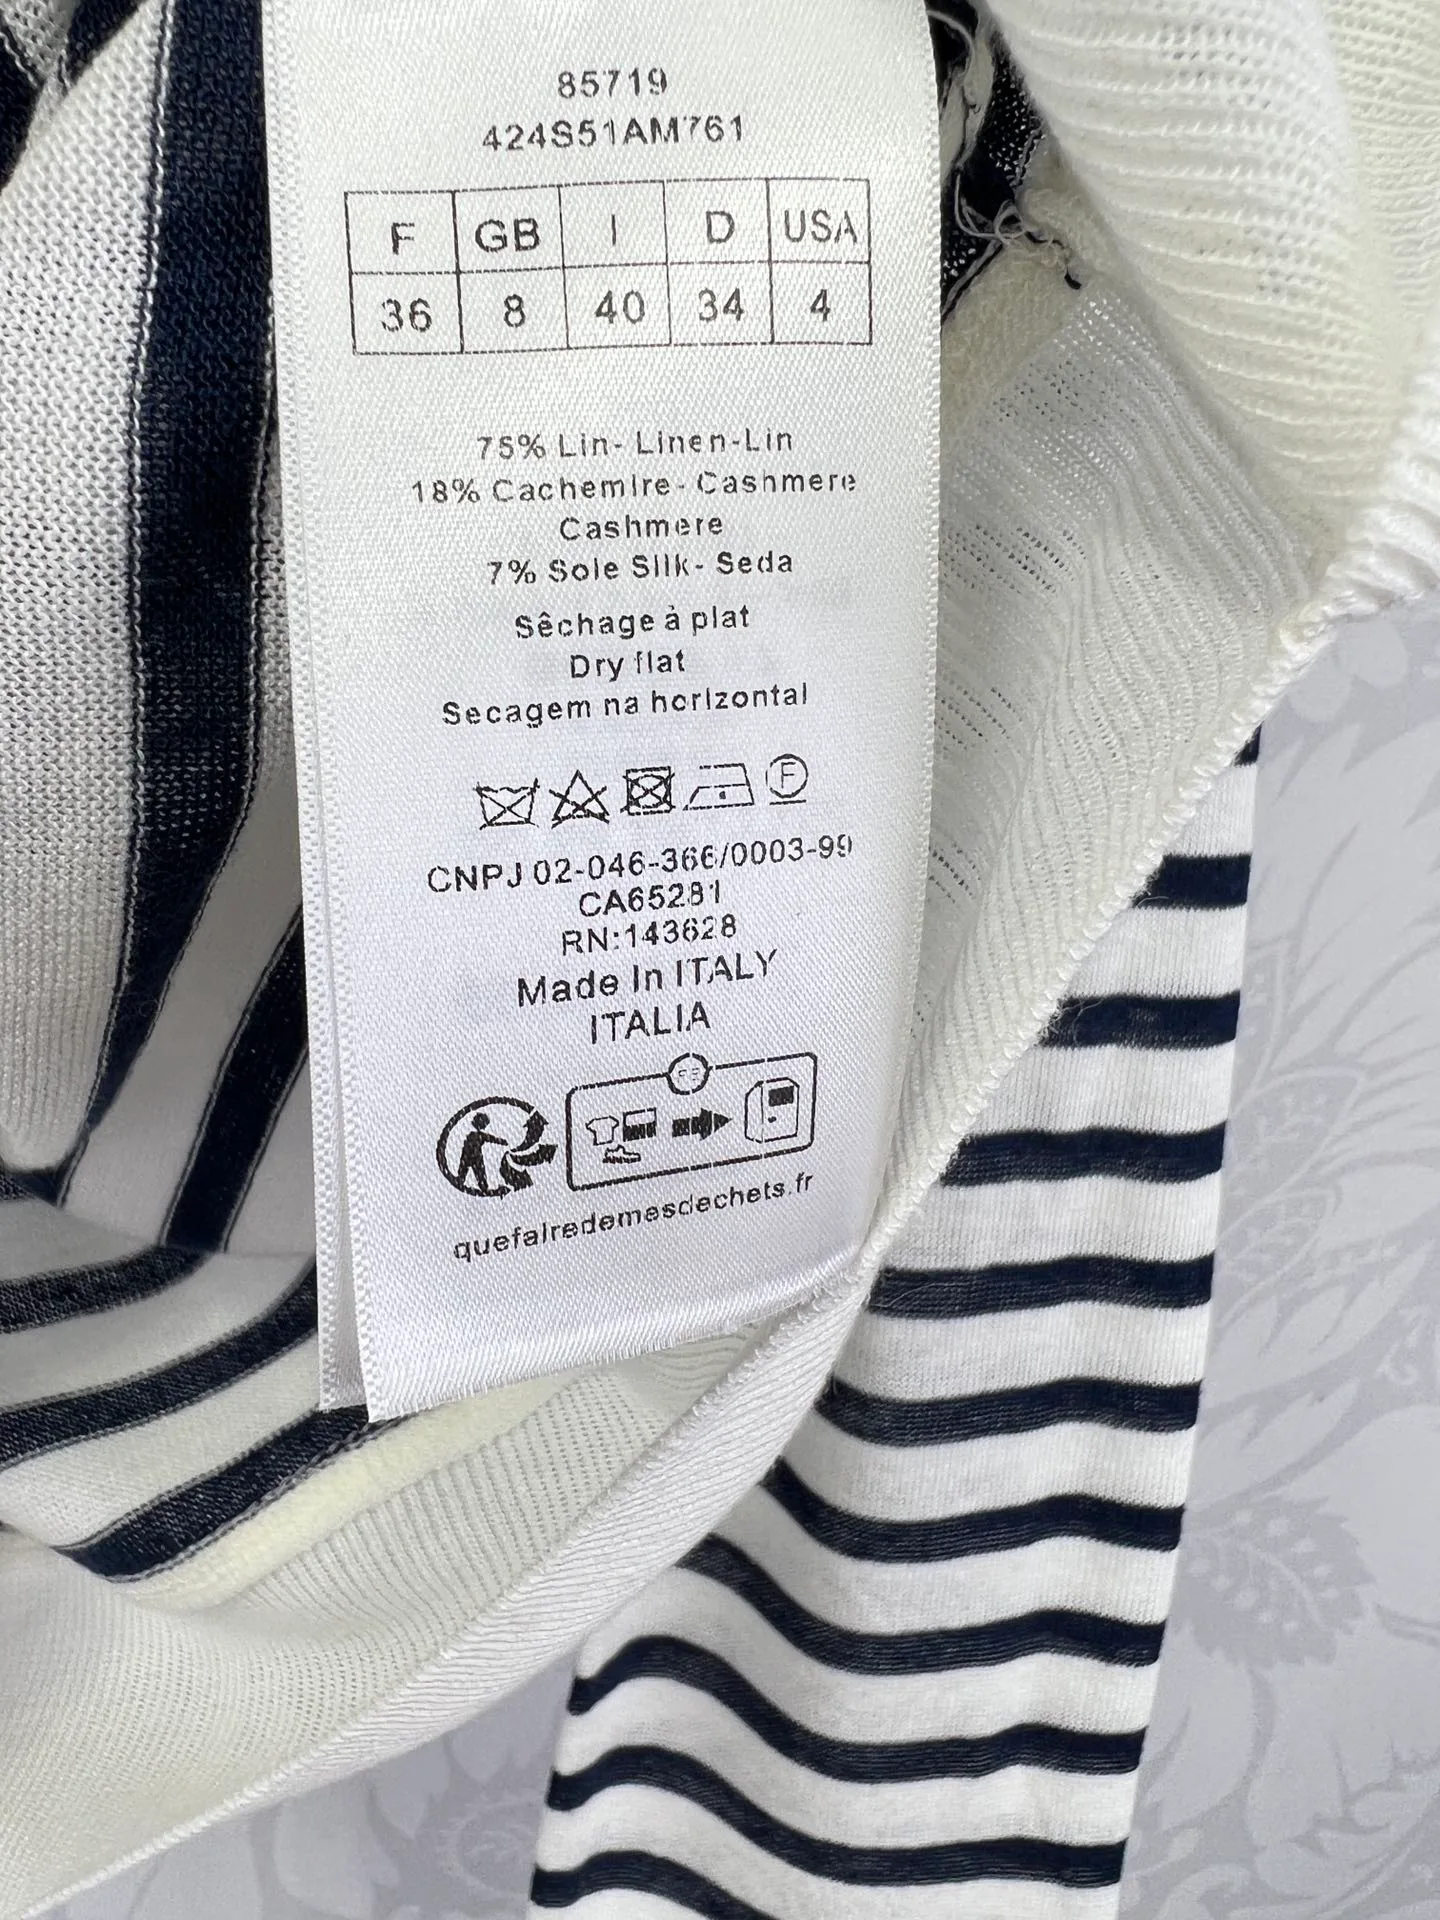 85719
424S51AM761
F GB I D USA
36 8 40 34 4
75% Lin- Linen-Lin
18% Cachemire- Cashmere
Cashmere
7% Soie Silk- Seda
Sêchage à plat
Dry flat
Secagem na horizontal
F
CNPJ 02-046-366/0003-99
CA65281
RN:143628
Made In ITALY
ITALIA
FR
quefairedemesdechets.fr